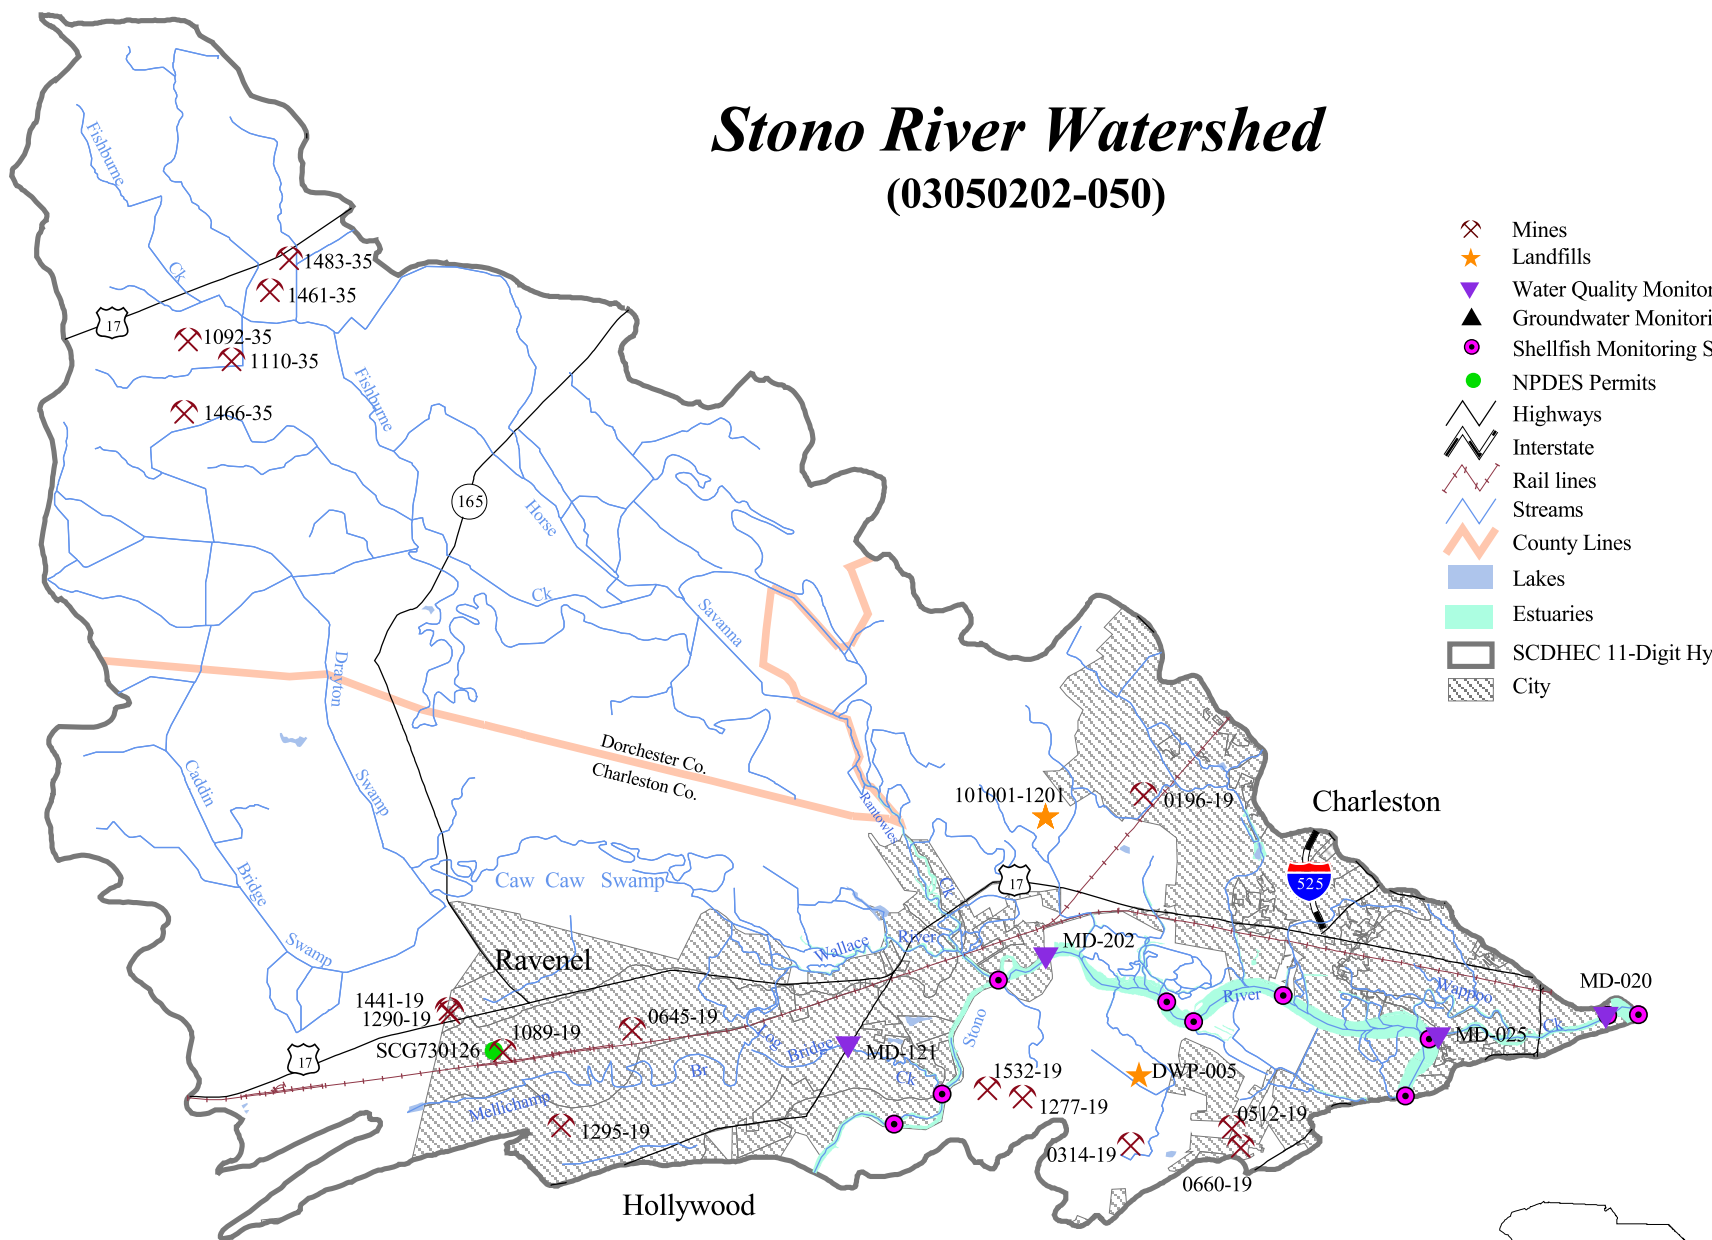 Stono River Watershed
(03050202-050)
Mines
Landfills
Water Quality Monitor
Groundwater Monitori
Shellfish Monitoring S
NPDES Permits
Highways
Interstate
Rail lines
Streams
County Lines
Lakes
Estuaries
SCDHEC 11-Digit Hy
City
Fishburne
Ck
1483-35
1461-35
17
1092-35
1110-35
1466-35
Fishburne
165
Horse
Ck
Savanna
Drayton
Swamp
Dorchester Co.
Charleston Co.
Cadin
Bridge
Swamp
Rantowles
Ck
101001-1201
0196-19
Charleston
525
17
Caw Caw Swamp
Wallace
River
Ravenel
MD-202
1441-19
1290-19
0645-19
1089-19
SCG730126
17
Log
Bridge
Ck
MD-121
Stono
River
Wappoo
Ck
MD-020
MD-025
Mellichamp
Br
1295-19
1532-19
1277-19
DWP-005
0512-19
0314-19
0660-19
Hollywood